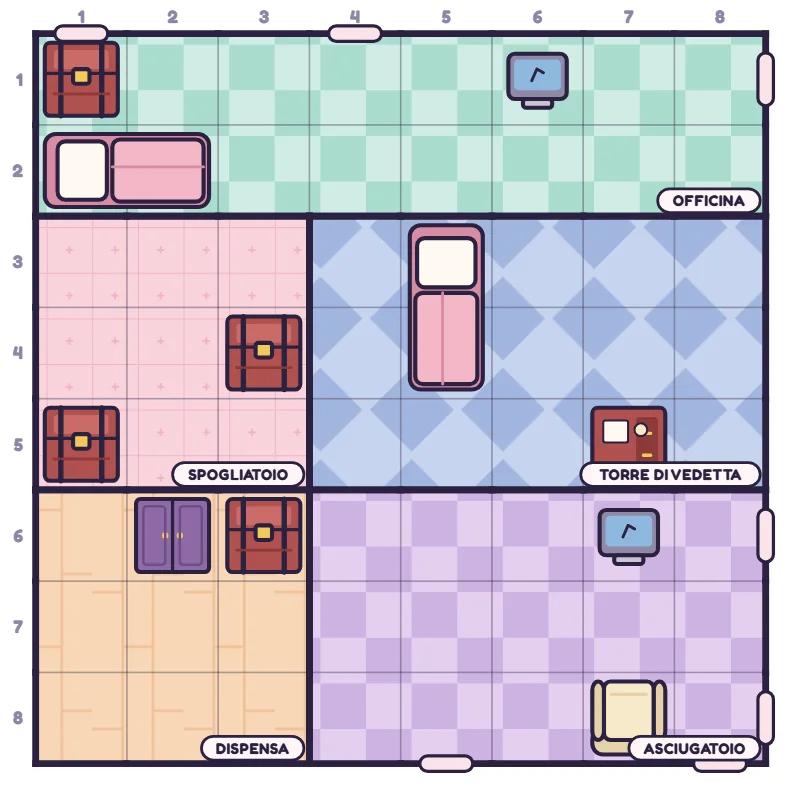 1 2 3 4 5 6 7 8
1
2
OFFICINA
3
4
5
SPOGLIATOIO
TORRE DI VEDETTA
6
7
8
DISPENSA
ASCIUGATOIO